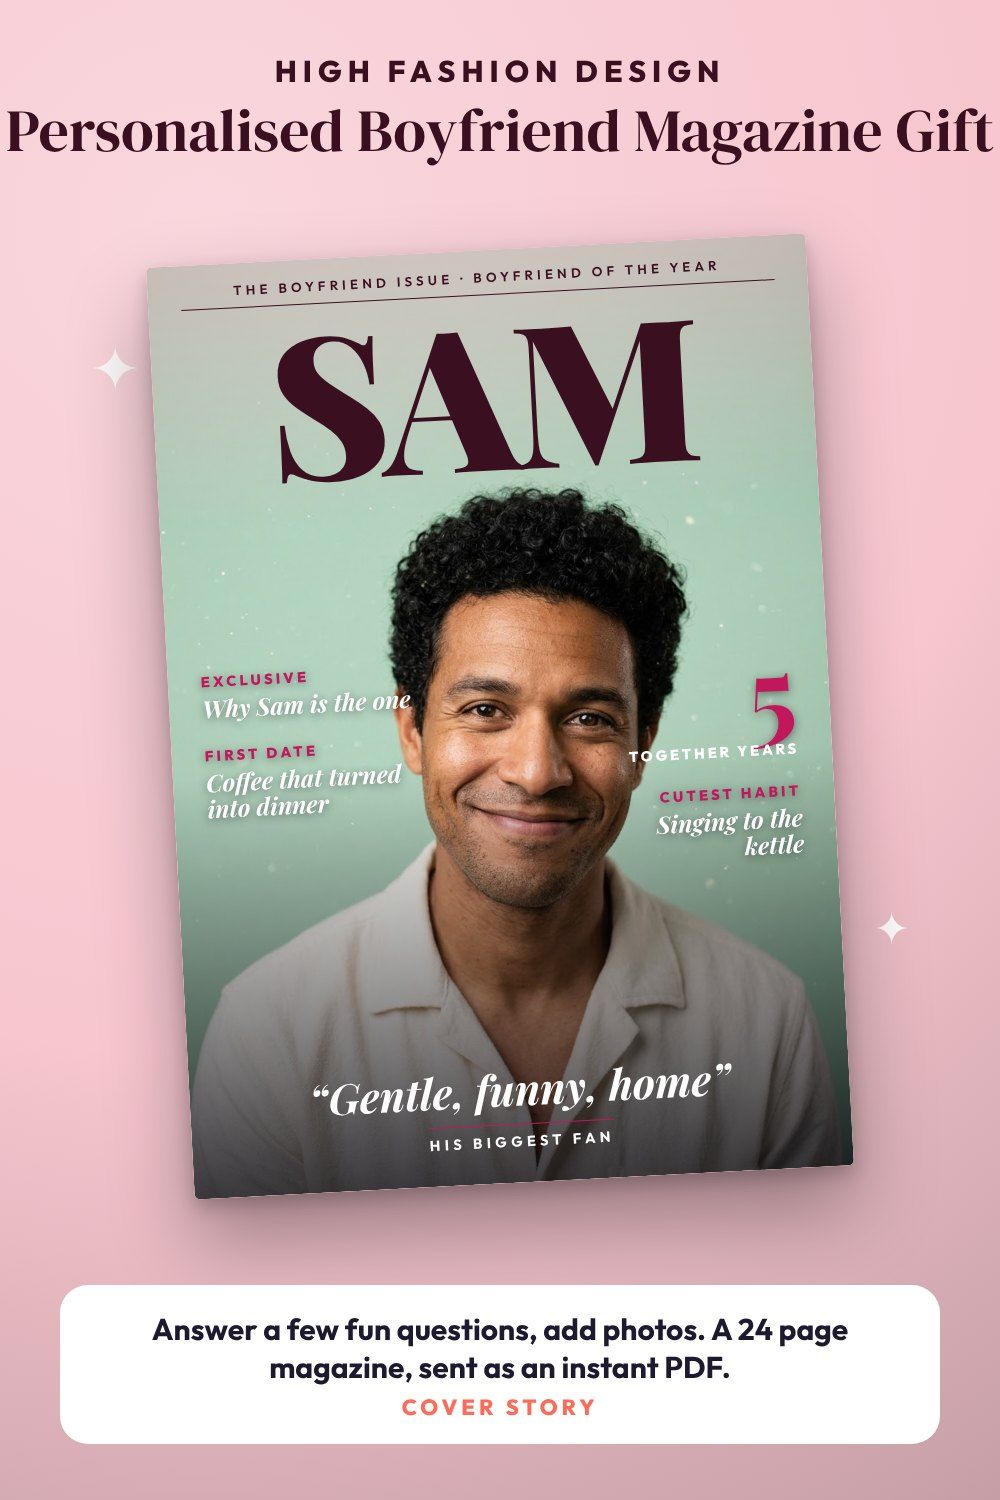 HIGH FASHION DESIGN
Personalised Boyfriend Magazine Gift
THE BOYFRIEND ISSUE · BOYFRIEND OF THE YEAR
SAM
EXCLUSIVE
Why Sam is the one
FIRST DATE
Coffee that turned
into dinner
5
TOGETHER YEARS
CUTEST HABIT
Singing to the
kettle
“Gentle, funny, home”
HIS BIGGEST FAN
Answer a few fun questions, add photos. A 24 page
magazine, sent as an instant PDF.
COVER STORY